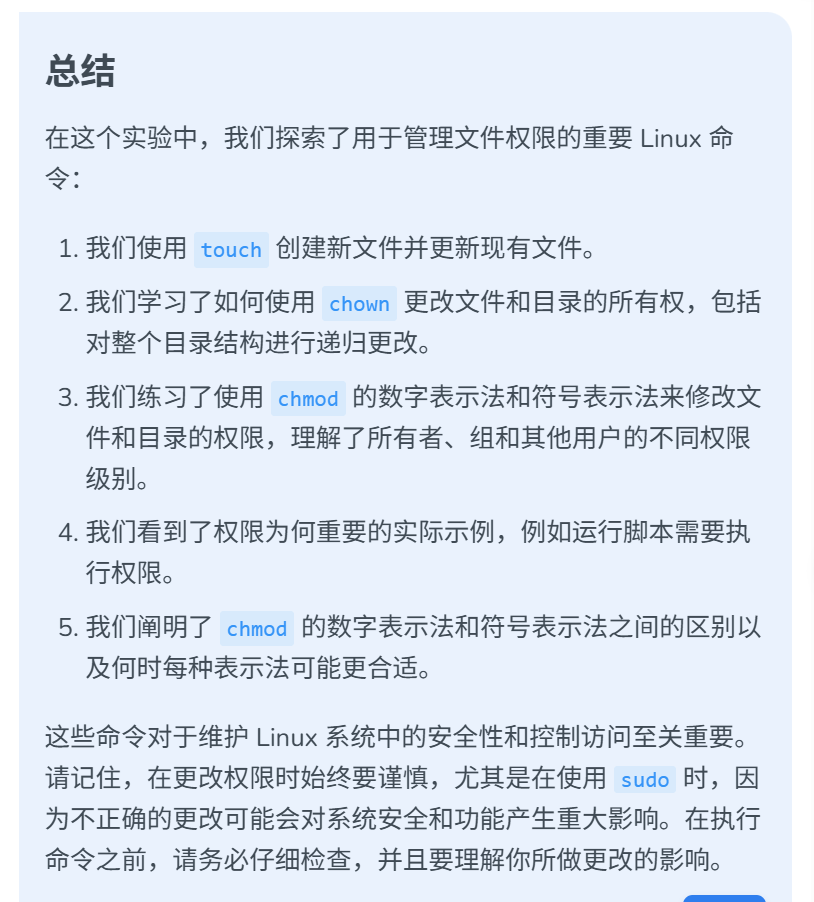 总结
在这个实验中，我们探索了用于管理文件权限的重要 Linux 命
令：
1. 我们使用 touch 创建新文件并更新现有文件。
2. 我们学习了如何使用 chown 更改文件和目录的所有权，包括
对整个目录结构进行递归更改。
3. 我们练习了使用 chmod 的数字表示法和符号表示法来修改文
件和目录的权限，理解了所有者、组和其他用户的不同权限
级别。
4. 我们看到了权限为何重要的实际示例，例如运行脚本需要执
行权限。
5. 我们阐明了 chmod 的数字表示法和符号表示法之间的区别以
及何时每种表示法可能更合适。
这些命令对于维护 Linux 系统中的安全性和控制访问至关重要。
请记住，在更改权限时始终要谨慎，尤其是在使用 sudo 时，因
为不正确的更改可能会对系统安全和功能产生重大影响。在执行
命令之前，请务必仔细检查，并且要理解你所做更改的影响。